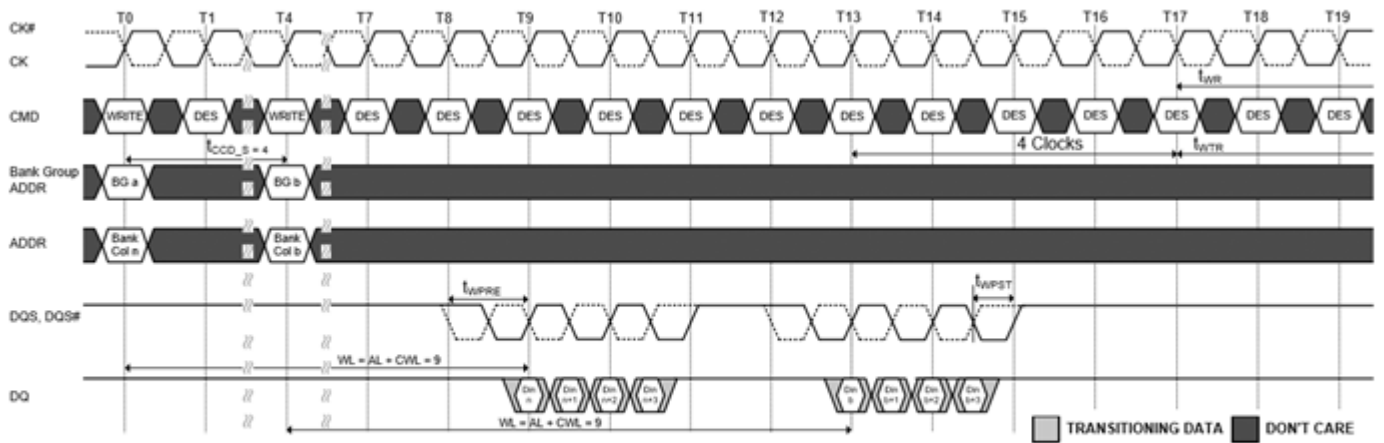 T0 T1 T4 T7 T8 T9 T10 T11 T12 T13 T14 T15 T16 T17 T18 T19
CK#
CK
tWR
CMD WRITE DES WRITE DES DES DES DES DES DES DES DES DES DES DES DES DES
tCCD_S = 4
4 Clocks
tWTR
Bank Group
ADDR
BG a BG b
ADDR
Bank
Col n
Bank
Col b
tWPRE
tWPST
DQS, DQS#
WL = AL + CWL = 9
DQ
Din
n
Din
n+1
Din
n+2
Din
n+3
Din
b
Din
b+1
Din
b+2
Din
b+3
WL = AL + CWL = 9
TRANSITIONING DATA
DON'T CARE